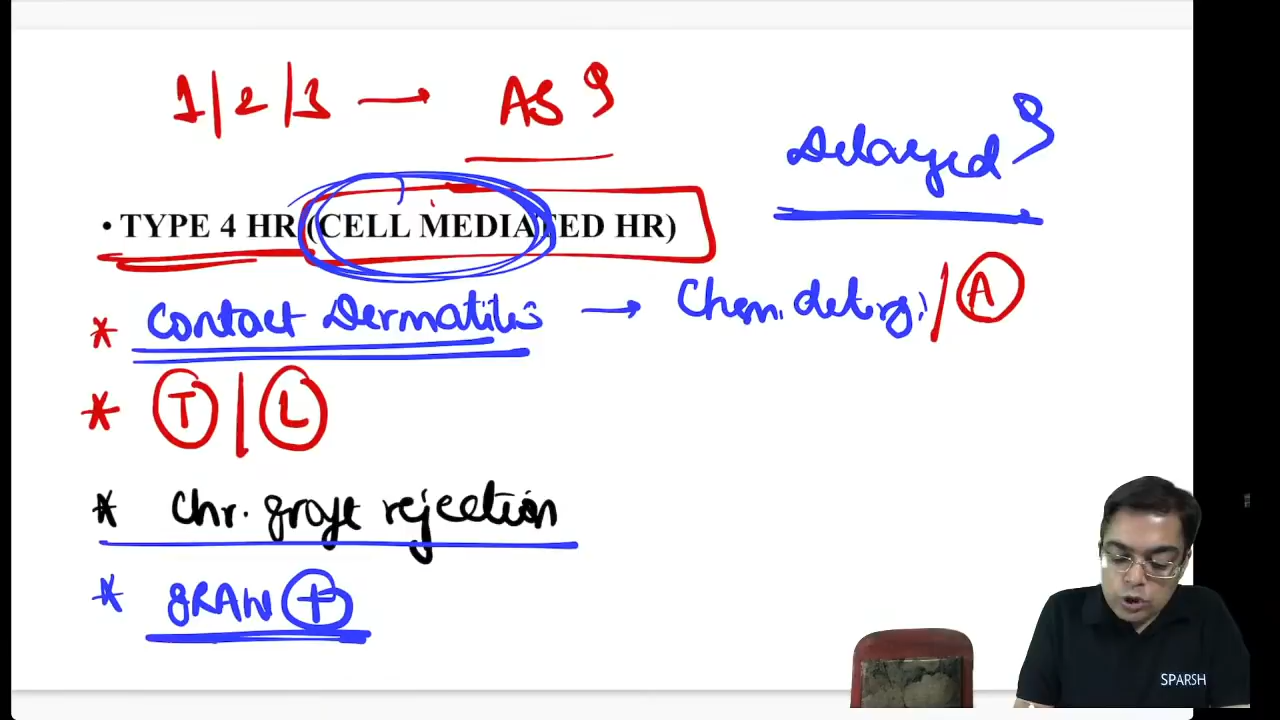 1/2/3 → AS
Delayed
• TYPE 4 HR (CELL MEDIATED HR)
* Contact Dermatitis → Chem. deterg. / A
* T / L
* Chr. graft rejection
* GRAN +
SPARSH